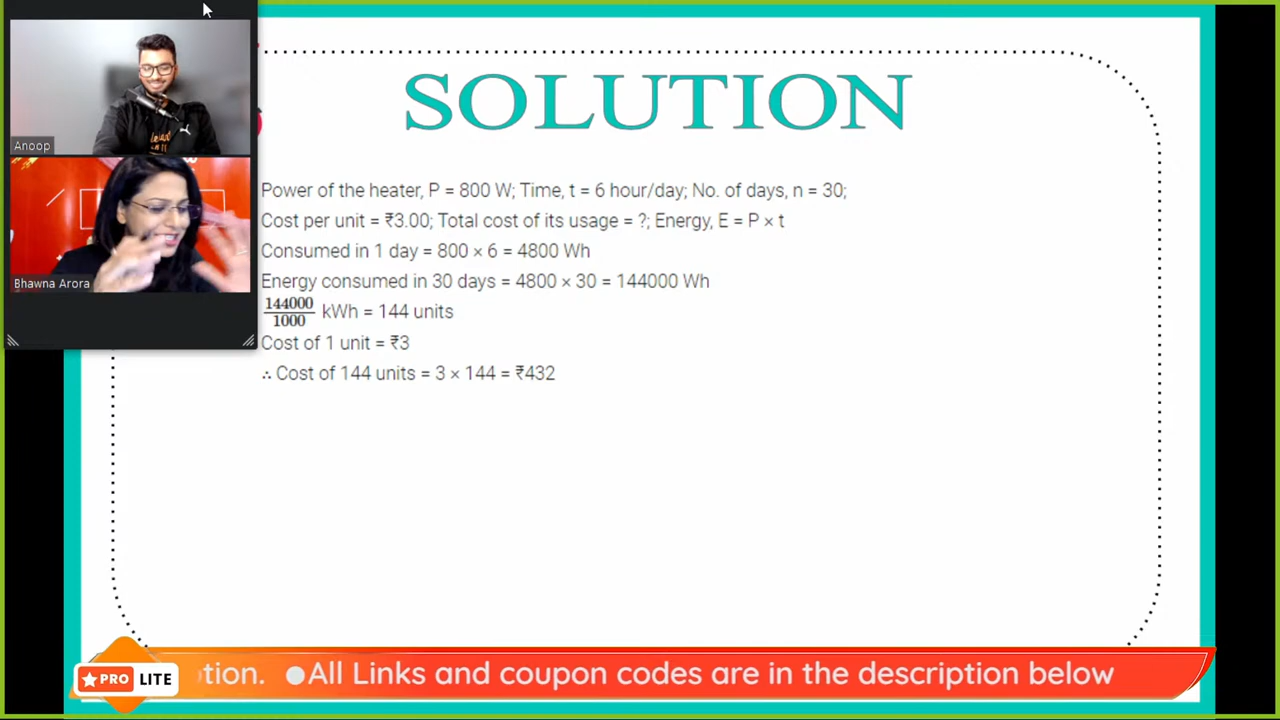 SOLUTION
Anoop
Bhawna Arora
Power of the heater, P = 800 W; Time, t = 6 hour/day; No. of days, n = 30;
Cost per unit = ₹3.00; Total cost of its usage = ?; Energy, E = P × t
Consumed in 1 day = 800 × 6 = 4800 Wh
Energy consumed in 30 days = 4800 × 30 = 144000 Wh
144000/1000 kWh = 144 units
Cost of 1 unit = ₹3
∴ Cost of 144 units = 3 × 144 = ₹432
PRO LITE
tion. ●All Links and coupon codes are in the description below